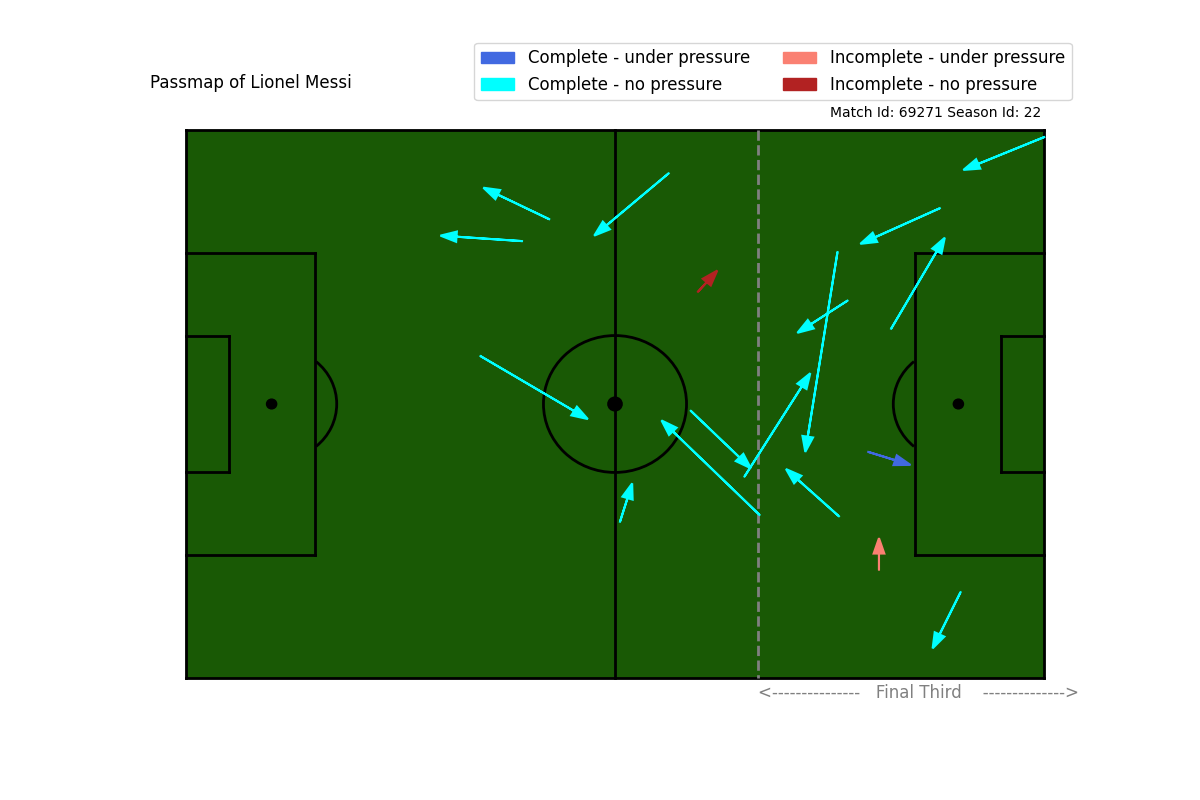 Passmap of Lionel Messi
Complete - under pressure
Complete - no pressure
Incomplete - under pressure
Incomplete - no pressure
Match Id: 69271 Season Id: 22
<--------------- Final Third -------------->